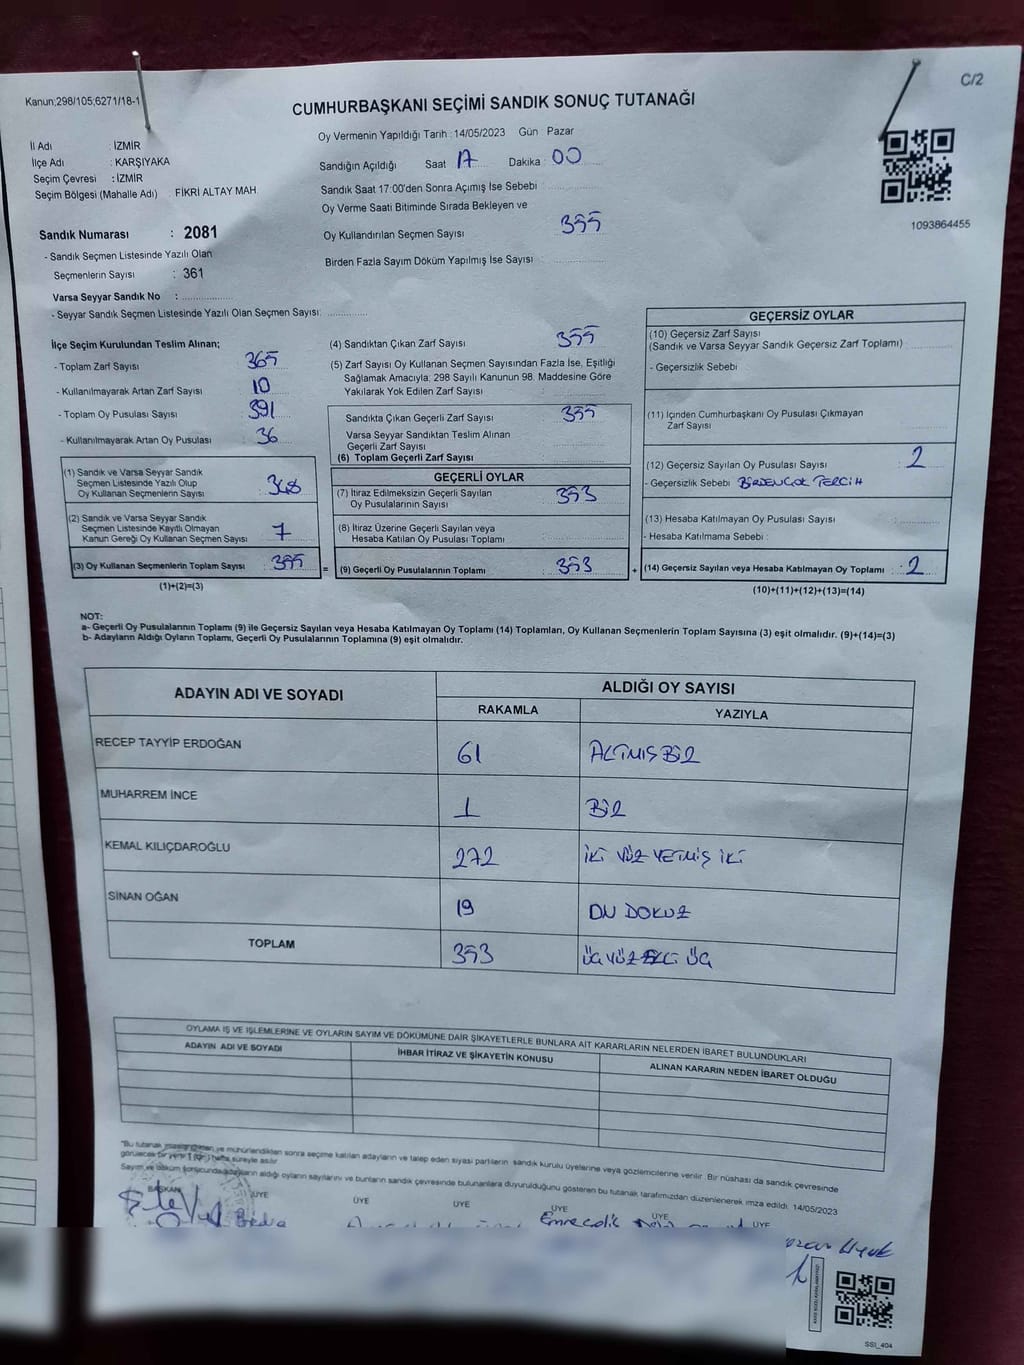 Kanun;298/105;6271/18-1
C/2
CUMHURBAŞKANI SEÇİMİ SANDIK SONUÇ TUTANAĞI
İl Adı : İZMİR
İlçe Adı : KARŞIYAKA
Seçim Çevresi : İZMİR
Seçim Bölgesi (Mahalle Adı) : FİKRİ ALTAY MAH.
Sandık Numarası : 2081
- Sandık Seçmen Listesinde Yazılı Olan
Seçmenlerin Sayısı : 361
Varsa Seyyar Sandık No :
- Seyyar Sandık Seçmen Listesinde Yazılı Olan Seçmen Sayısı:
Oy Vermenin Yapıldığı Tarih : 14/05/2023 Gün Pazar
Sandığın Açıldığı Saat 17 Dakika 00
Sandık Saat 17:00'den Sonra Açımış İse Sebebi :
Oy Verme Saati Bitiminde Sırada Bekleyen ve
Oy Kullandırılan Seçmen Sayısı : 355
Birden Fazla Sayım Döküm Yapılmış İse Sayısı :
1093864455
İlçe Seçim Kurulundan Teslim Alınan;
- Toplam Zarf Sayısı : 365
- Kullanılmayarak Artan Zarf Sayısı : 10
- Toplam Oy Pusulası Sayısı : 391
- Kullanılmayarak Artan Oy Pusulası : 36
(1) Sandık ve Varsa Seyyar Sandık
Seçmen Listesinde Yazılı Olup
Oy Kullanan Seçmenlerin Sayısı : 348
(2) Sandık ve Varsa Seyyar Sandık
Seçmen Listesinde Kayıtlı Olmayan
Kanun Gereği Oy Kullanan Seçmen Sayısı : 7
(3) Oy Kullanan Seçmenlerin Toplam Sayısı : 355
(1)+(2)=(3)
(4) Sandıktan Çıkan Zarf Sayısı : 355
(5) Zarf Sayısı Oy Kullanan Seçmen Sayısından Fazla İse, Eşitliği
Sağlamak Amacıyla; 298 Sayılı Kanunun 98. Maddesine Göre
Yakılarak Yok Edilen Zarf Sayısı :
Sandıkta Çıkan Geçerli Zarf Sayısı : 355
Varsa Seyyar Sandıktan Teslim Alınan
Geçerli Zarf Sayısı :
(6) Toplam Geçerli Zarf Sayısı :
GEÇERLİ OYLAR
(7) İtiraz Edilmeksizin Geçerli Sayılan
Oy Pusulalarının Sayısı : 353
(8) İtiraz Üzerine Geçerli Sayılan veya
Hesaba Katılan Oy Pusulası Toplamı :
= (9) Geçerli Oy Pusulalarının Toplamı : 353
GEÇERSİZ OYLAR
(10) Geçersiz Zarf Sayısı
(Sandık ve Varsa Seyyar Sandık Geçersiz Zarf Toplamı) :
- Geçersizlik Sebebi :
(11) İçinden Cumhurbaşkanı Oy Pusulası Çıkmayan
Zarf Sayısı :
(12) Geçersiz Sayılan Oy Pusulası Sayısı : 2
- Geçersizlik Sebebi BİRDEN ÇOK TERCİH
(13) Hesaba Katılmayan Oy Pusulası Sayısı :
- Hesaba Katılmama Sebebi :
+ (14) Geçersiz Sayılan veya Hesaba Katılmayan Oy Toplamı : 2
(10)+(11)+(12)+(13)=(14)
NOT:
a- Geçerli Oy Pusulalarının Toplamı (9) ile Geçersiz Sayılan veya Hesaba Katılmayan Oy Toplamı (14) Toplamları, Oy Kullanan Seçmenlerin Toplam Sayısına (3) eşit olmalıdır. (9)+(14)=(3)
b- Adayların Aldığı Oyların Toplamı, Geçerli Oy Pusulalarının Toplamına (9) eşit olmalıdır.
ADAYIN ADI VE SOYADI ALDIĞI OY SAYISI
RAKAMLA YAZIYLA
RECEP TAYYİP ERDOĞAN 61 ALTMIŞ BİR
MUHARREM İNCE 1 BİR
KEMAL KILIÇDAROĞLU 272 İKİ YÜZ YETMİŞ İKİ
SİNAN OĞAN 19 ON DOKUZ
TOPLAM 353 ÜÇ YÜZ ELLİ ÜÇ
OYLAMA İŞ VE İŞLEMLERİNE VE OYLARIN SAYIM VE DÖKÜMÜNE DAİR ŞİKAYETLERLE BUNLARA AİT KARARLARIN NELERDEN İBARET BULUNDUKLARI
ADAYIN ADI VE SOYADI İHBAR İTİRAZ VE ŞİKAYETİN KONUSU ALINAN KARARIN NEDEN İBARET OLDUĞU
"Bu tutanak imzalandıktan ve mühürlendikten sonra seçime katılan adayların ve talep eden siyasi partilerin sandık kurulu üyelerine veya gözlemcilerine verilir. Bir nüshası da sandık çevresinde
görülecek bir yere 1 (bir) hafta süreyle asılır.
Sayım ve döküm sonucunda adayların aldığı oyların sayılarını ve bunların sandık çevresinde bulunanlara duyurulduğunu gösteren bu tutanak tarafımızdan düzenlenerek imza edildi. 14/05/2023
BAŞKAN ÜYE ÜYE ÜYE ÜYE ÜYE ÜYE
SSI_404